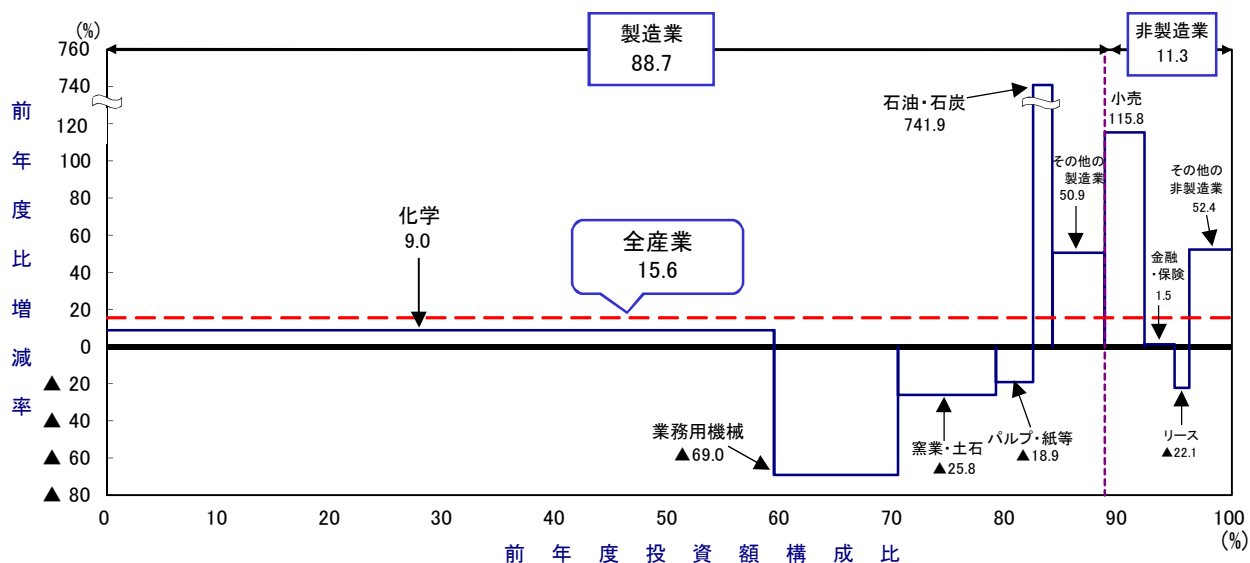 (%)
760
740
120
100
80
60
40
20
0
▲ 20
▲ 40
▲ 60
▲ 80
前年度比増減率
製造業
88.7
非製造業
11.3
石油・石炭
741.9
小売
115.8
その他の
製造業
50.9
その他の
非製造業
52.4
化学
9.0
全産業
15.6
金融
・保険
1.5
業務用機械
▲69.0
窯業・土石
▲25.8
パルプ・紙等
▲18.9
リース
▲22.1
0 10 20 30 40 50 60 70 80 90 100
(%)
前年度投資額構成比